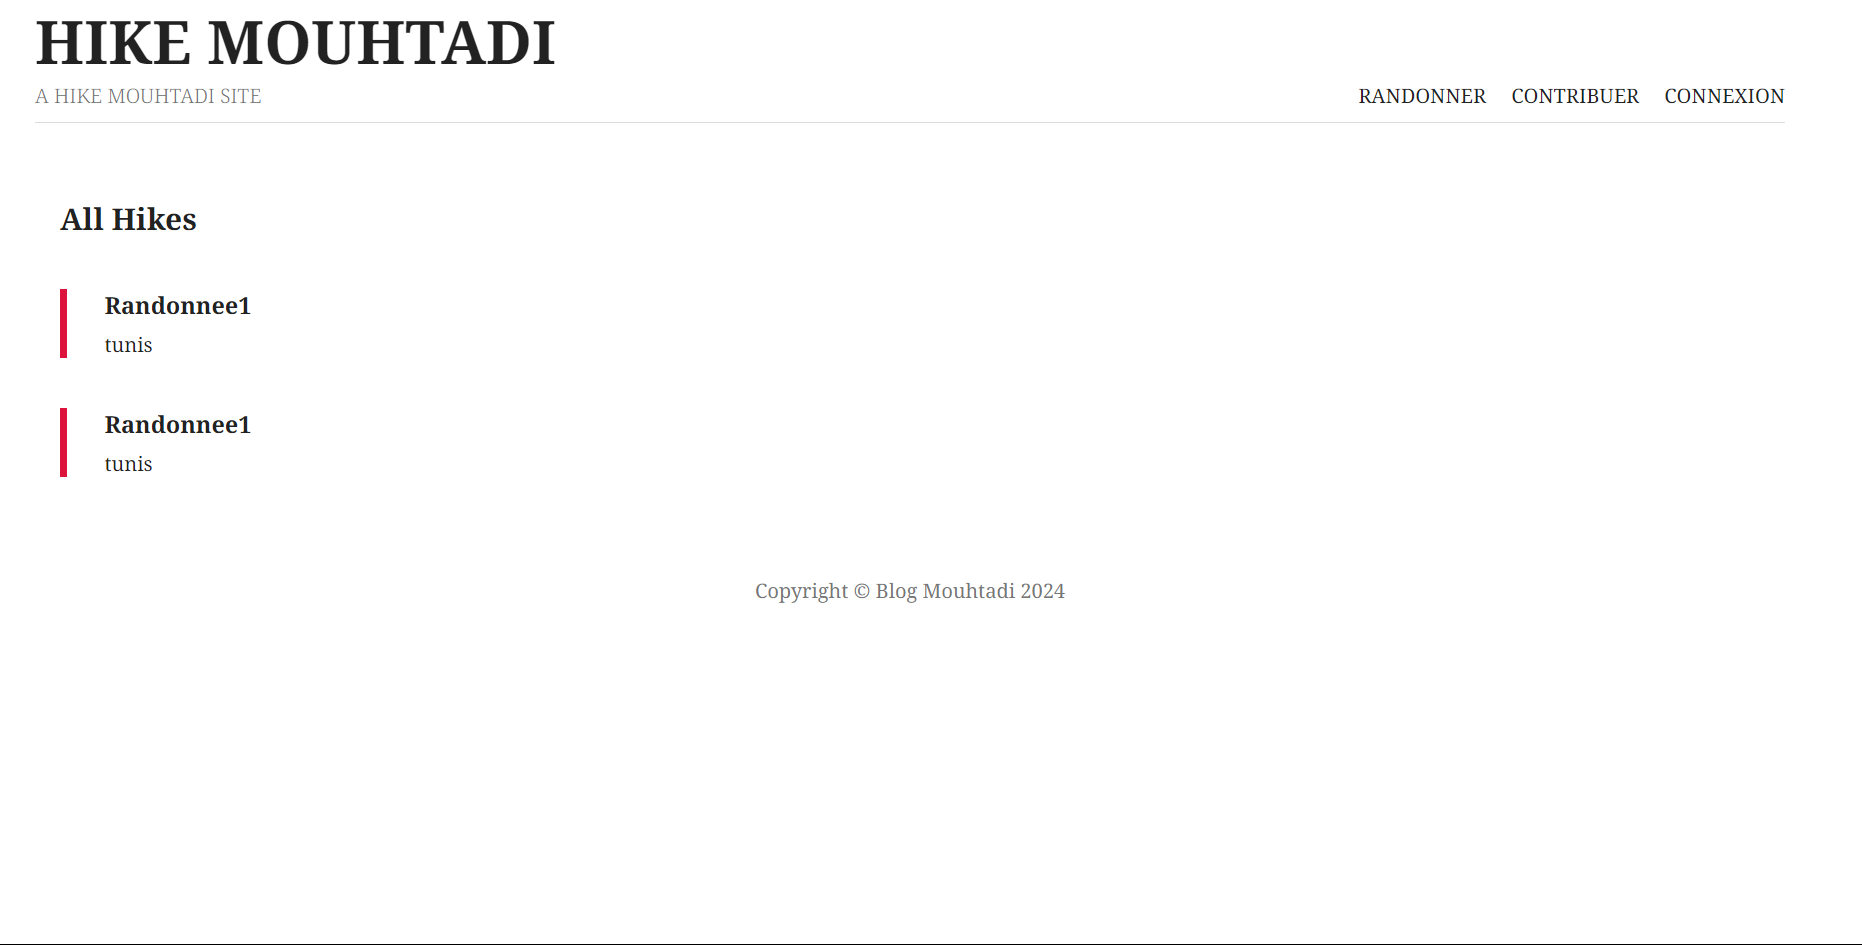 HIKE MOUHTADI
A HIKE MOUHTADI SITE
RANDONNER CONTRIBUER CONNEXION
All Hikes
Randonnee1
tunis
Randonnee1
tunis
Copyright © Blog Mouhtadi 2024